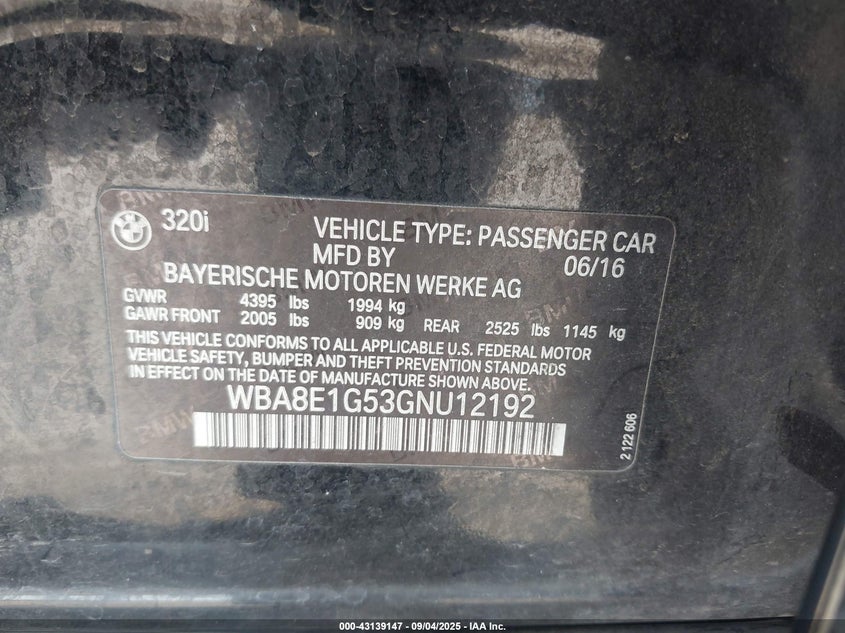 320i
VEHICLE TYPE: PASSENGER CAR
MFD BY 06/16
BAYERISCHE MOTOREN WERKE AG
GVWR 4395 lbs 1994 kg
GAWR FRONT 2005 lbs 909 kg REAR 2525 lbs 1145 kg
THIS VEHICLE CONFORMS TO ALL APPLICABLE U.S. FEDERAL MOTOR
VEHICLE SAFETY, BUMPER AND THEFT PREVENTION STANDARDS
IN EFFECT ON THE DATE OF MANUFACTURE SHOWN ABOVE.
WBA8E1G53GNU12192
2 122 606
000-43139147 - 09/04/2025 - IAA Inc.